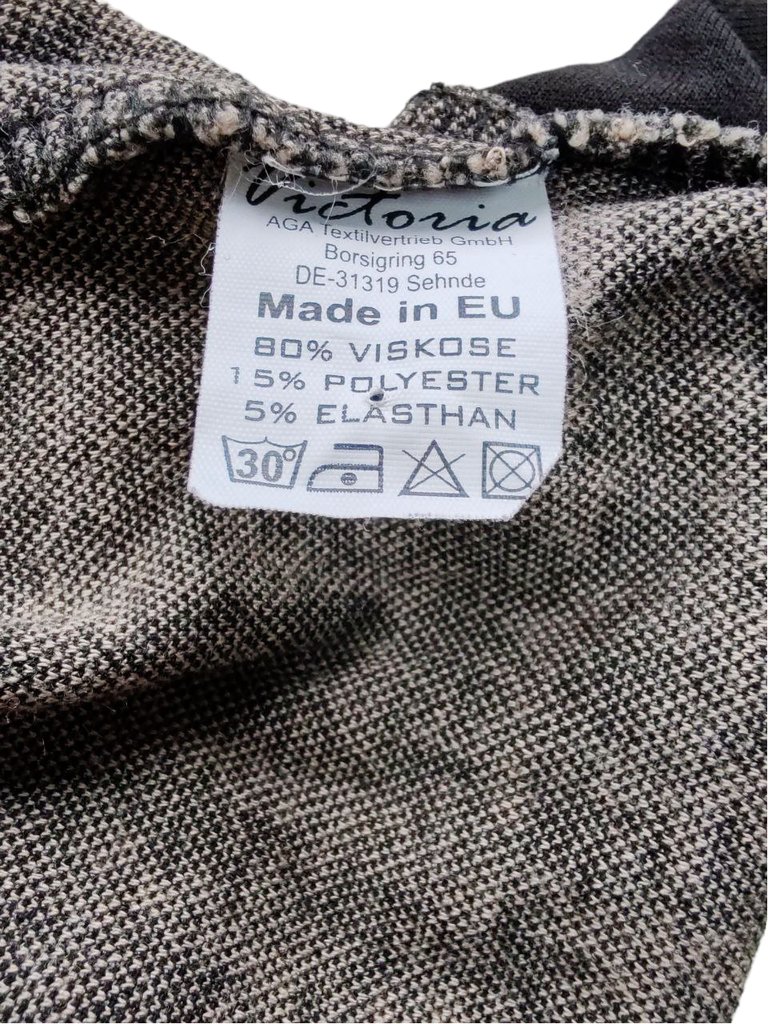 Victoria
AGA Textilvertrieb GmbH
Borsigring 65
DE-31319 Sehnde
Made in EU
80% VISKOSE
15% POLYESTER
5% ELASTHAN
30°